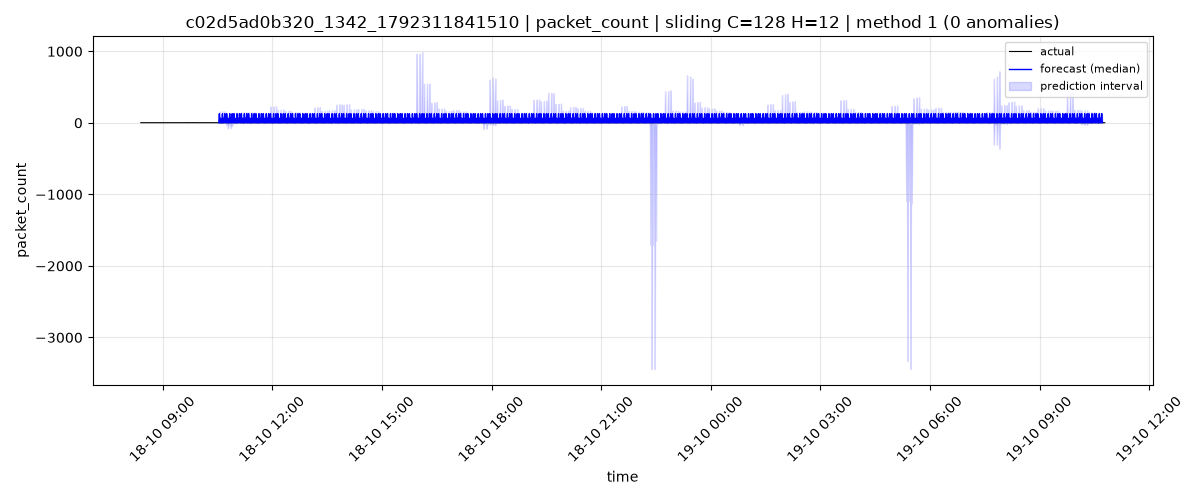 c02d5ad0b320_1342_1792311841510 | packet_count | sliding C=128 H=12 | method 1 (0 anomalies)
actual
forecast (median)
prediction interval
1000
0
−1000
−2000
−3000
packet_count
18-10 09:00
18-10 12:00
18-10 15:00
18-10 18:00
18-10 21:00
19-10 00:00
19-10 03:00
19-10 06:00
19-10 09:00
19-10 12:00
time